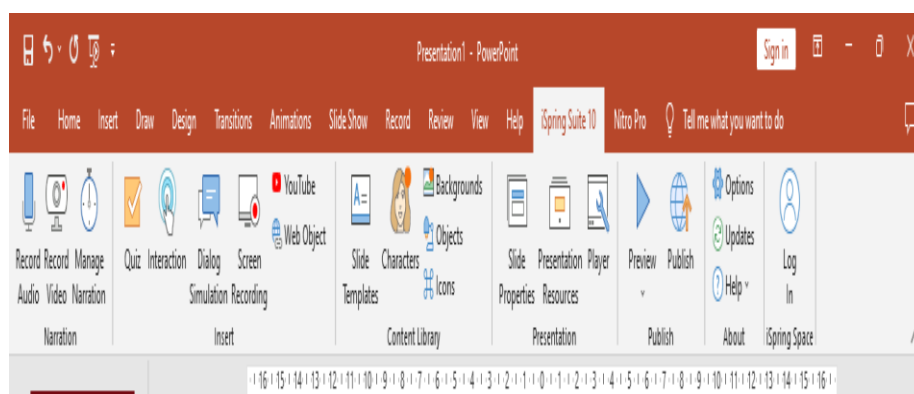 Presentation1 - PowerPoint
Sign in
File Home Insert Draw Design Transitions Animations Slide Show Record Review View Help iSpring Suite 10 Nitro Pro Tell me what you want to do
Record Audio
Record Video
Manage Narration
Narration
Quiz
Interaction
Dialog Simulation
Screen Recording
YouTube
Web Object
Insert
A=
Slide Templates
Characters
Backgrounds
Objects
Icons
Content Library
Slide Properties
Presentation Resources
Player
Presentation
Preview
Publish
Publish
Options
Updates
? Help
About
Log In
iSpring Space
16 15 14 13 12 11 10 9 8 7 6 5 4 3 2 1 0 1 2 3 4 5 6 7 8 9 10 11 12 13 14 15 16